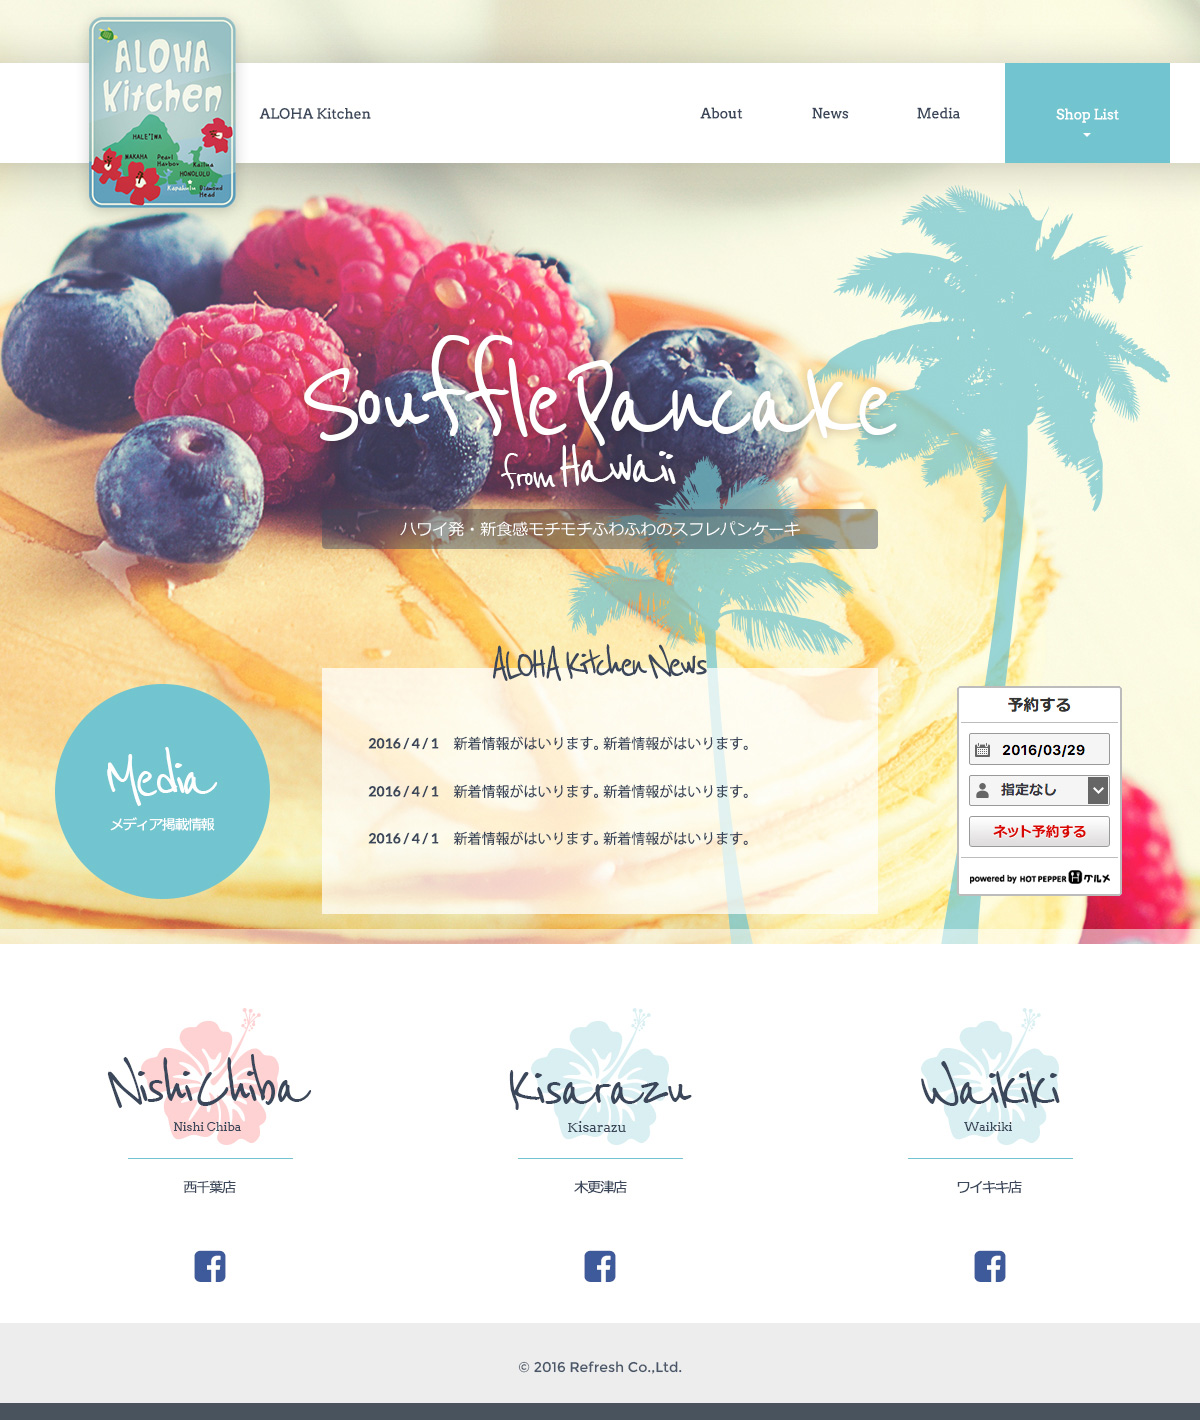 ALOHA
Kitchen
HALE'IWA
MAKAHA
Pearl
Harbor
Kailua
HONOLULU
Kapahulu
Diamond
Head
ALOHA Kitchen
About
News
Media
Shop List
Souffle Pancake
from Hawaii
ハワイ発・新食感モチモチふわふわのスフレパンケーキ
ALOHA Kitchen News
2016 / 4 / 1 新着情報がはいります。新着情報がはいります。
2016 / 4 / 1 新着情報がはいります。新着情報がはいります。
2016 / 4 / 1 新着情報がはいります。新着情報がはいります。
Media
メディア掲載情報
予約する
2016/03/29
指定なし
ネット予約する
powered by HOT PEPPER グルメ
Nishi Chiba
Nishi Chiba
西千葉店
Kisarazu
Kisarazu
木更津店
Waikiki
Waikiki
ワイキキ店
© 2016 Refresh Co.,Ltd.